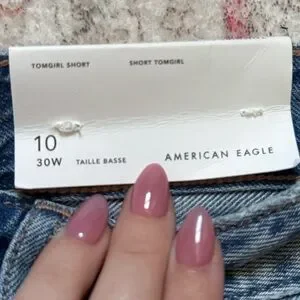 TOMGIRL SHORT SHORT TOMGIRL
10
30W TAILLE BASSE AMERICAN EAGLE